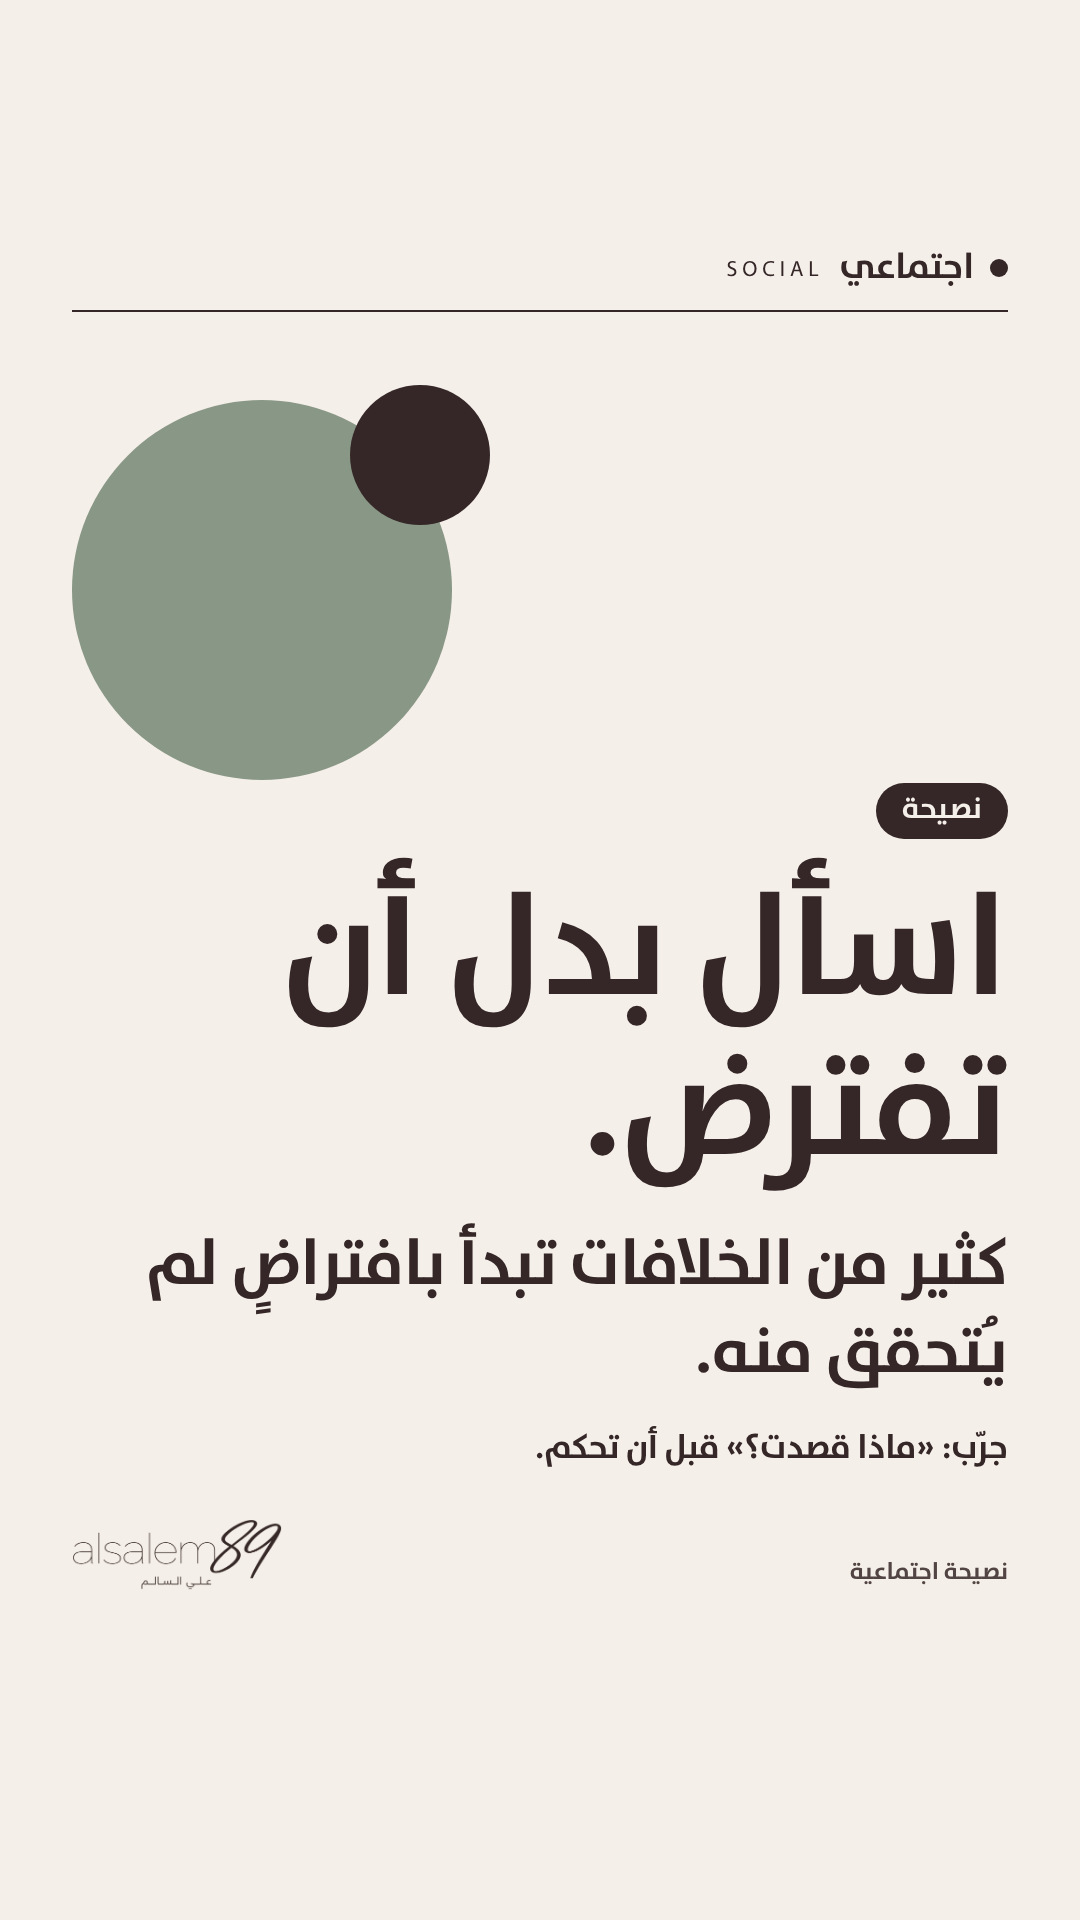 اجتماعي SOCIAL
نصيحة
اسأل بدل أن
تفترض.
كثير من الخلافات تبدأ بافتراضٍ لم
يُتحقق منه.
جرّب: «ماذا قصدت؟» قبل أن تحكم.
نصيحة اجتماعية
alsalem89
علي السالم